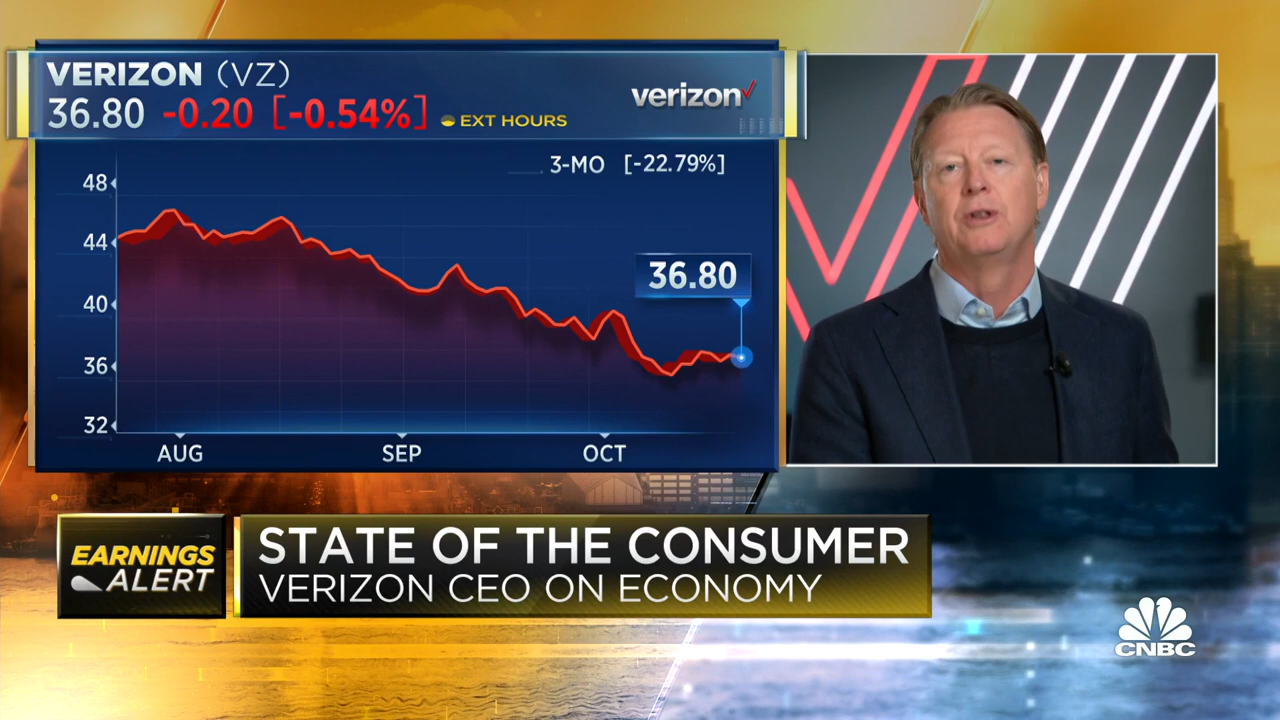 VERIZON (VZ)
36.80 -0.20 [-0.54%] EXT HOURS
verizon
3-MO [-22.79%]
48
44
40
36
32
36.80
AUG SEP OCT
EARNINGS
ALERT
STATE OF THE CONSUMER
VERIZON CEO ON ECONOMY
CNBC